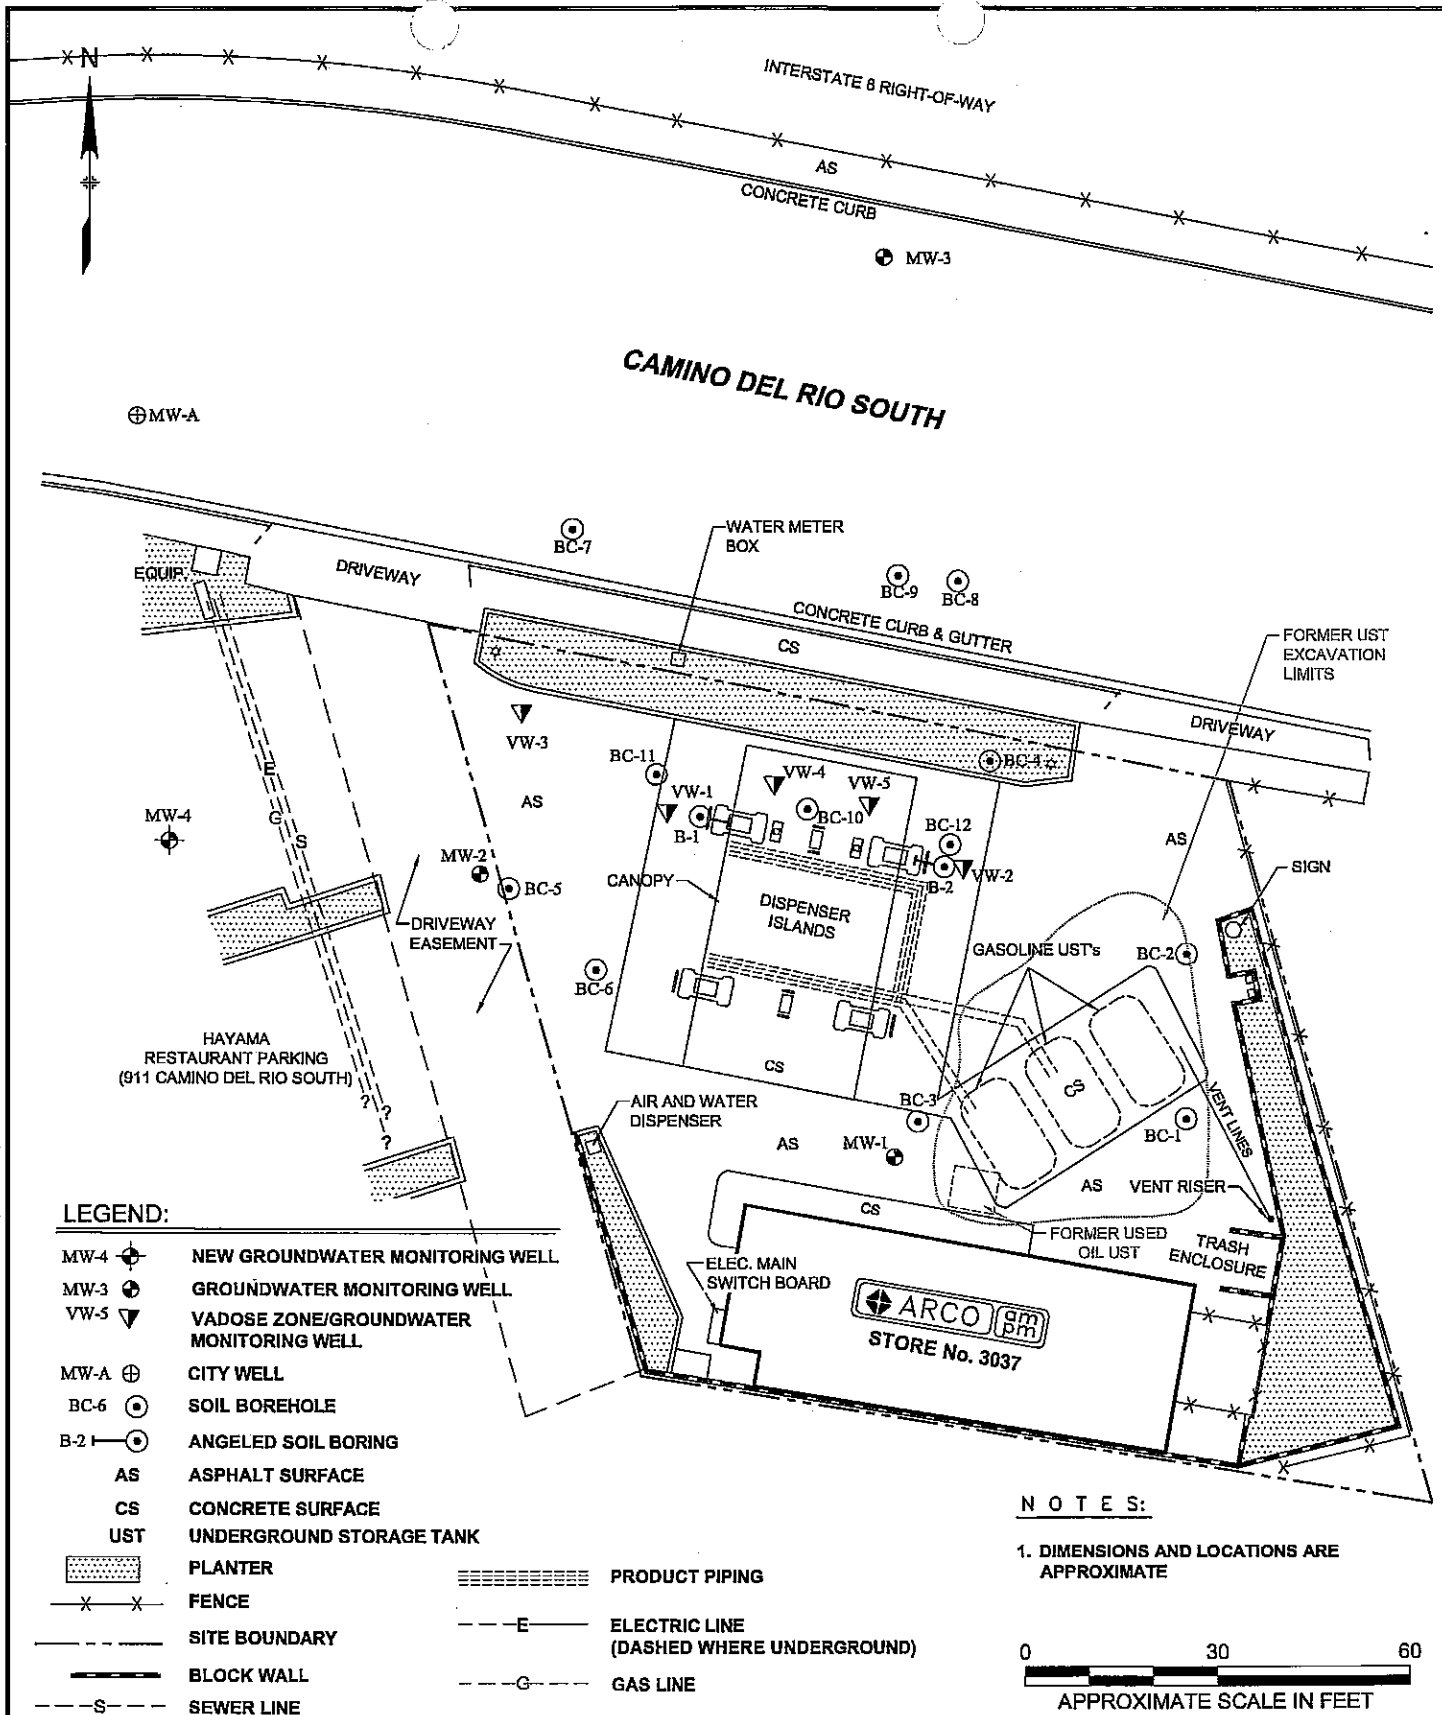 N
INTERSTATE 8 RIGHT-OF-WAY
AS
CONCRETE CURB
MW-3
CAMINO DEL RIO SOUTH
MW-A
BC-7
WATER METER
BOX
EQUIP.
DRIVEWAY
BC-9
BC-8
CONCRETE CURB & GUTTER
CS
FORMER UST
EXCAVATION
LIMITS
DRIVEWAY
VW-3
BC-11
VW-4
VW-5
BC-4
E
AS
VW-1
BC-10
B-1
BC-12
AS
G
MW-4
S
MW-2
BC-5
CANOPY
B-2
VW-2
SIGN
DISPENSER
ISLANDS
DRIVEWAY
EASEMENT
GASOLINE UST's
BC-2
BC-6
HAYAMA
RESTAURANT PARKING
(911 CAMINO DEL RIO SOUTH)
CS
CS
? ?
?
AIR AND WATER
DISPENSER
BC-3
VENT LINES
AS
MW-1
BC-1
AS
VENT RISER
CS
FORMER USED
OIL UST
TRASH
ENCLOSURE
ELEC. MAIN
SWITCH BOARD
ARCO am pm
STORE No. 3037
LEGEND:
MW-4 NEW GROUNDWATER MONITORING WELL
MW-3 GROUNDWATER MONITORING WELL
VW-5 VADOSE ZONE/GROUNDWATER
MONITORING WELL
MW-A CITY WELL
BC-6 SOIL BOREHOLE
B-2 ANGELED SOIL BORING
AS ASPHALT SURFACE
CS CONCRETE SURFACE
UST UNDERGROUND STORAGE TANK
PLANTER
X X FENCE
SITE BOUNDARY
BLOCK WALL
S SEWER LINE
PRODUCT PIPING
E ELECTRIC LINE
(DASHED WHERE UNDERGROUND)
G GAS LINE
NOTES:
1. DIMENSIONS AND LOCATIONS ARE
APPROXIMATE
0 30 60
APPROXIMATE SCALE IN FEET